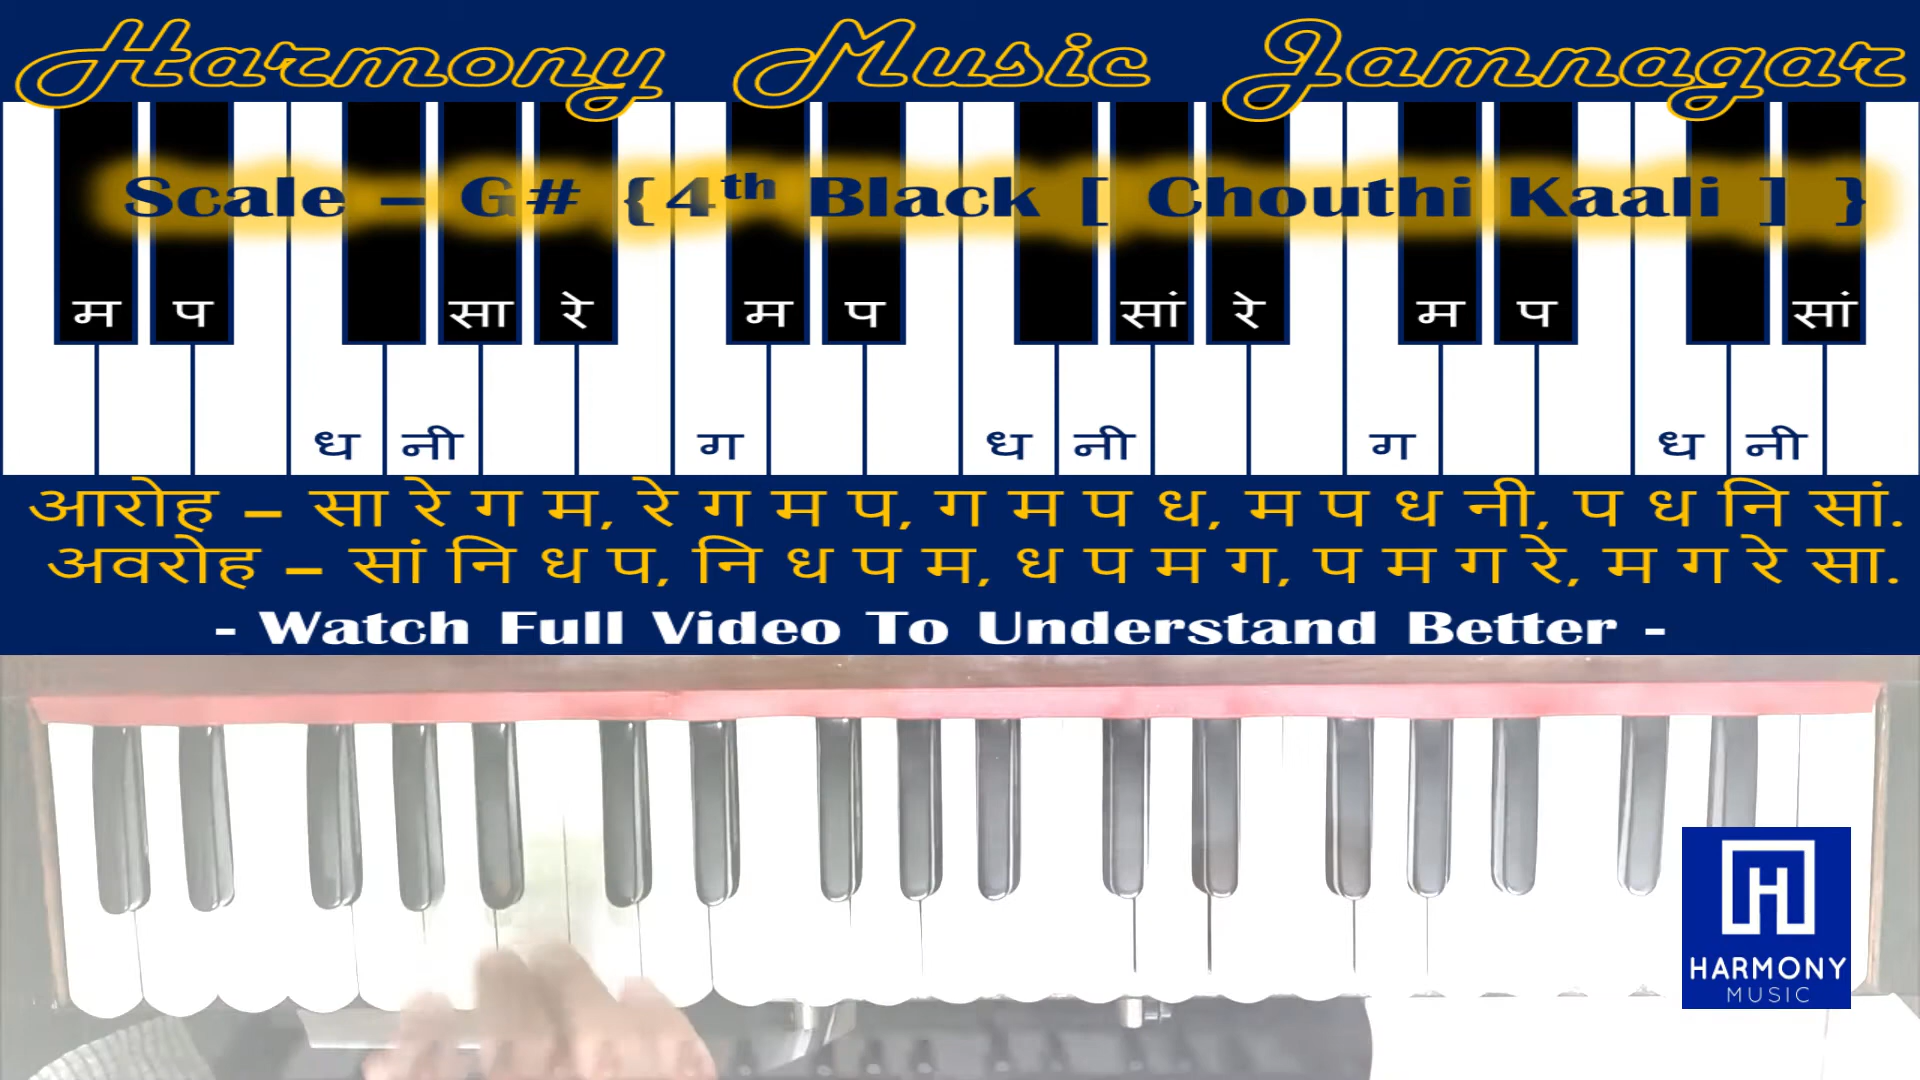 Harmony Music Jamnagar
Scale – G# {4th Black [ Chouthi Kaali ] }
म प सा रे म प सां रे म प सां
ध नी ग ध नी ग ध नी
आरोह – सा रे ग म, रे ग म प, ग म प ध, म प ध नी, प ध नि सां.
अवरोह – सां नि ध प, नि ध प म, ध प म ग, प म ग रे, म ग रे सा.
- Watch Full Video To Understand Better -
H
HARMONY
MUSIC